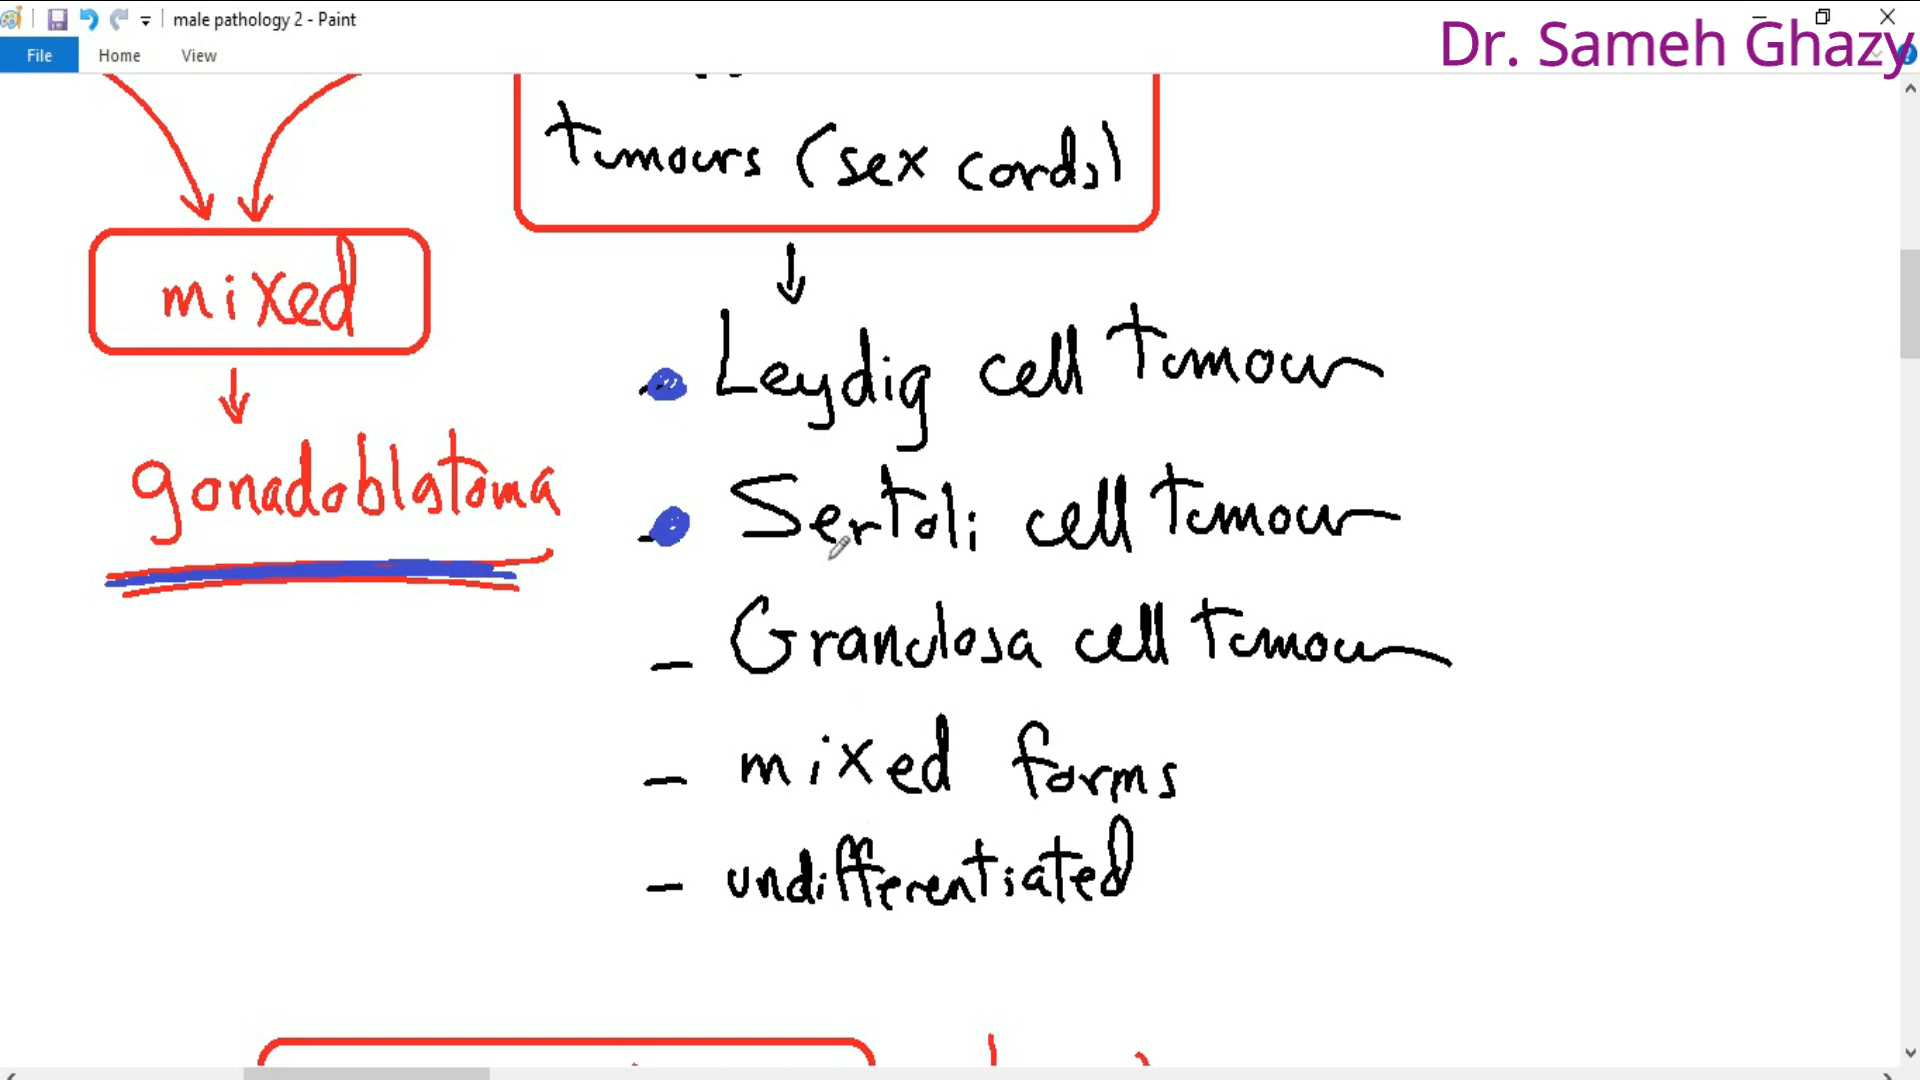 male pathology 2 - Paint
Dr. Sameh Ghazy
File Home View
tumours (sex cords)
mixed
gonadoblatoma
Leydig cell tumour
Sertoli cell tumour
- Granulosa cell tumour
- mixed forms
- undifferentiated